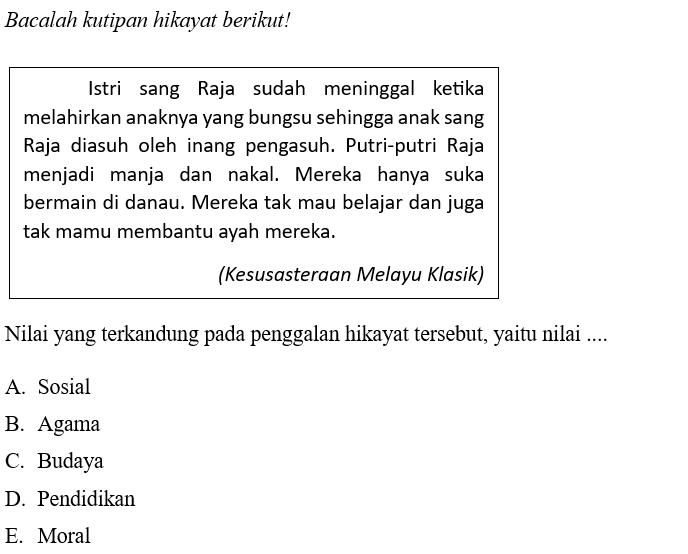 Bacalah kutipan hikayat berikut!
Istri sang Raja sudah meninggal ketika
melahirkan anaknya yang bungsu sehingga anak sang
Raja diasuh oleh inang pengasuh. Putri-putri Raja
menjadi manja dan nakal. Mereka hanya suka
bermain di danau. Mereka tak mau belajar dan juga
tak mamu membantu ayah mereka.
(Kesusasteraan Melayu Klasik)
Nilai yang terkandung pada penggalan hikayat tersebut, yaitu nilai ....
A. Sosial
B. Agama
C. Budaya
D. Pendidikan
E. Moral